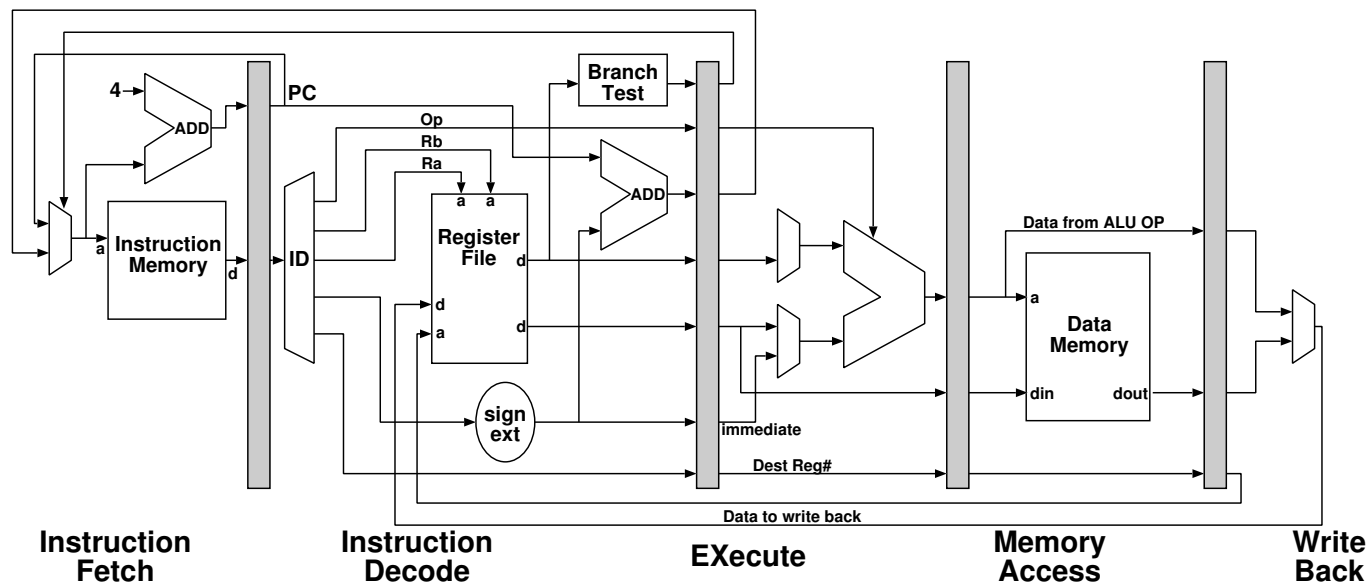 Branch
Test
4
PC
ADD
Op
Rb
Ra
ADD
a a
Register
File
Instruction
Memory
a
d
ID
d
d
a
d
Data from ALU OP
a
Data
Memory
din
dout
sign
ext
immediate
Dest Reg#
Data to write back
Instruction
Fetch
Instruction
Decode
EXecute
Memory
Access
Write
Back